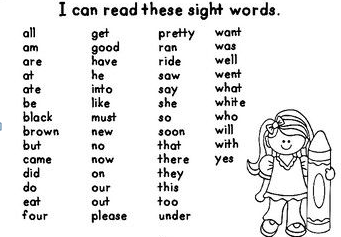 I can read these sight words.
all get pretty want
am good ran was
are have ride well
at he saw went
ate into say what
be like she white
black must so who
brown new soon will
but no that with
came now there yes
did on they
do our this
eat out too
four please under